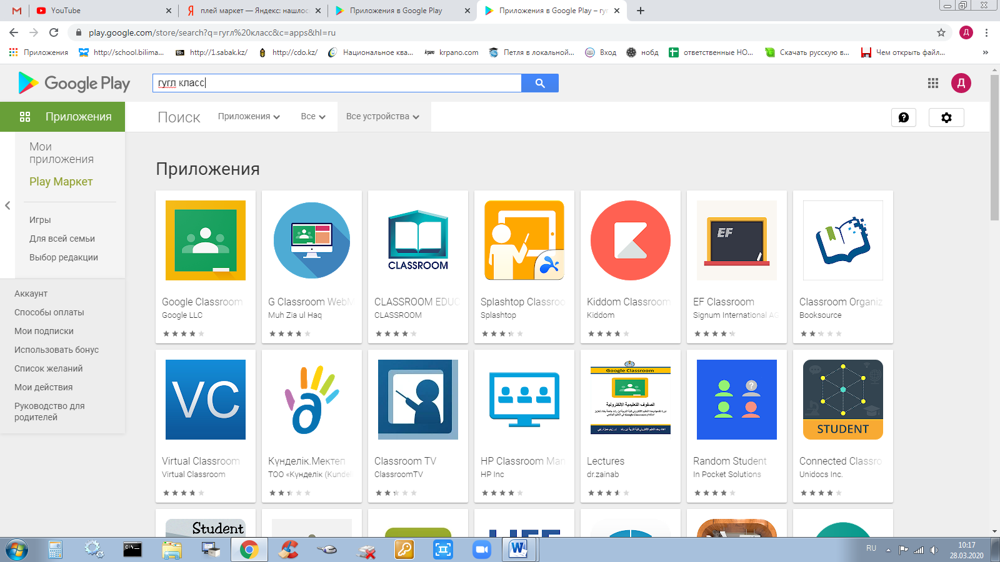 YouTube
плей маркет — Яндекс: нашлос
Приложения в Google Play
Приложения в Google Play – гуг
play.google.com/store/search?q=гугл%20класс&c=apps&hl=ru
Д
Приложения
http://school.bilima...
http://1.sabak.kz/
http://cdo.kz/
Национальное ква...
krpano krpano.com
Петля в локальной...
Вход
нобд
ответственные НО...
Скачать русскую в...
Чем открыть файл...
»
Google Play
гугл класс
Д
Приложения
Поиск
Приложения
Все
Все устройства
Мои
приложения
Play Маркет
Игры
Для всей семьи
Выбор редакции
Аккаунт
Способы оплаты
Мои подписки
Использовать бонус
Список желаний
Мои действия
Руководство для
родителей
Приложения
CLASSROOM
EF
Google Classroom
Google LLC
G Classroom WebM
Muh Zia ul Haq
CLASSROOM EDUC
CLASSROOM
Splashtop Classroo
Splashtop
Kiddom Classroom
Kiddom
EF Classroom
Signum International AG
Classroom Organiz
Booksource
VC
Google Classroom
الصفوف التعليمية الالكترونية
STUDENT
Virtual Classroom
Virtual Classroom
Күнделік.Мектеп
ТОО «Күнделік (Kundel
Classroom TV
ClassroomTV
HP Classroom Man
HP Inc
Lectures
dr.zainab
Random Student
In Pocket Solutions
Connected Classro
Unidocs Inc.
Student
LIFE
C:\_
RU
10:17
28.03.2020